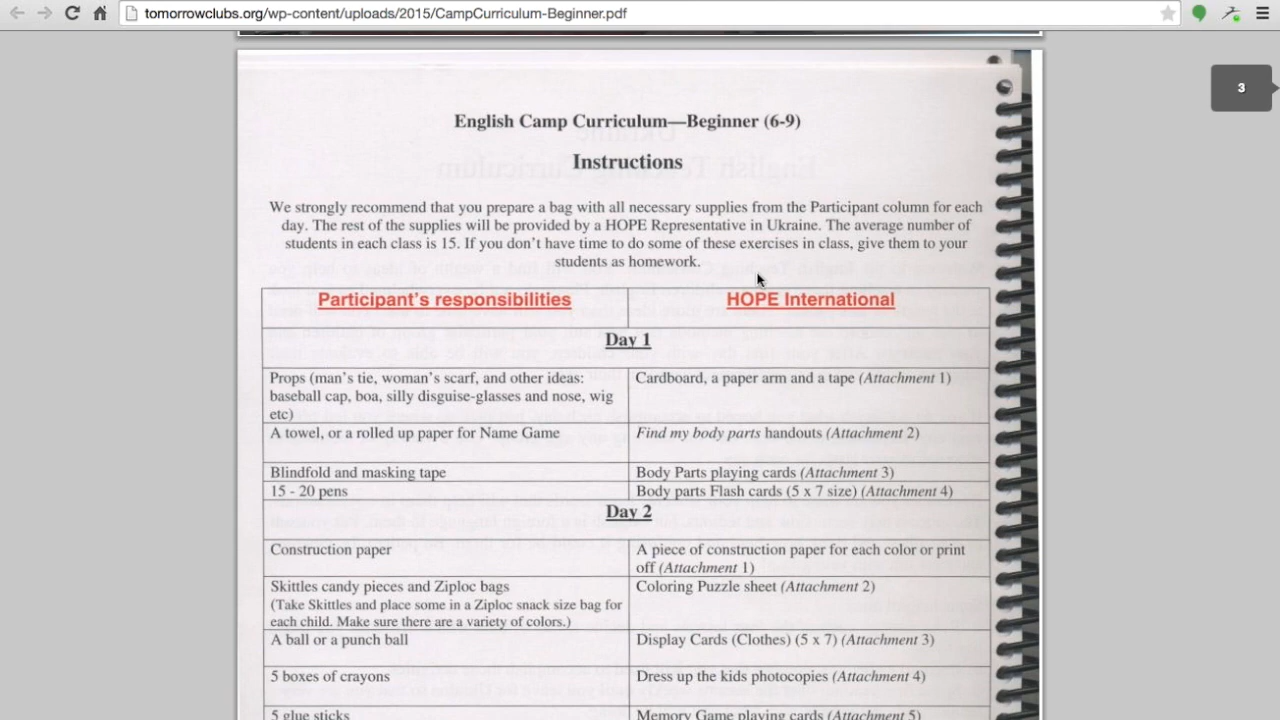 tomorrowclubs.org/wp-content/uploads/2015/CampCurriculum-Beginner.pdf
3
English Camp Curriculum—Beginner (6-9)
Instructions
We strongly recommend that you prepare a bag with all necessary supplies from the Participant column for each
day. The rest of the supplies will be provided by a HOPE Representative in Ukraine. The average number of
students in each class is 15. If you don't have time to do some of these exercises in class, give them to your
students as homework.
Participant's responsibilities
HOPE International
Day 1
Props (man's tie, woman's scarf, and other ideas:
baseball cap, boa, silly disguise-glasses and nose, wig
etc)
Cardboard, a paper arm and a tape (Attachment 1)
A towel, or a rolled up paper for Name Game
Find my body parts handouts (Attachment 2)
Blindfold and masking tape
Body Parts playing cards (Attachment 3)
15 - 20 pens
Body parts Flash cards (5 x 7 size) (Attachment 4)
Day 2
Construction paper
A piece of construction paper for each color or print
off (Attachment 1)
Skittles candy pieces and Ziploc bags
(Take Skittles and place some in a Ziploc snack size bag for
each child. Make sure there are a variety of colors.)
Coloring Puzzle sheet (Attachment 2)
A ball or a punch ball
Display Cards (Clothes) (5 x 7) (Attachment 3)
5 boxes of crayons
Dress up the kids photocopies (Attachment 4)
5 glue sticks
Memory Game playing cards (Attachment 5)